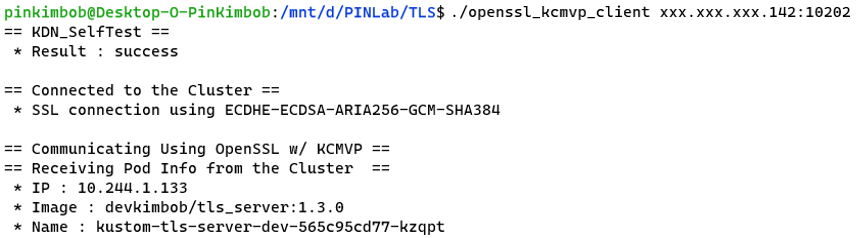 pinkimbob@Desktop-O-PinKimbob:/mnt/d/PINLab/TLS$ ./openssl_kcmvp_client xxx.xxx.xxx.142:10202
== KDN_SelfTest ==
 * Result : success

== Connected to the Cluster ==
 * SSL connection using ECDHE-ECDSA-ARIA256-GCM-SHA384

== Communicating Using OpenSSL w/ KCMVP ==
== Receiving Pod Info from the Cluster  ==
 * IP : 10.244.1.133
 * Image : devkimbob/tls_server:1.3.0
 * Name : kustom-tls-server-dev-565c95cd77-kzqpt